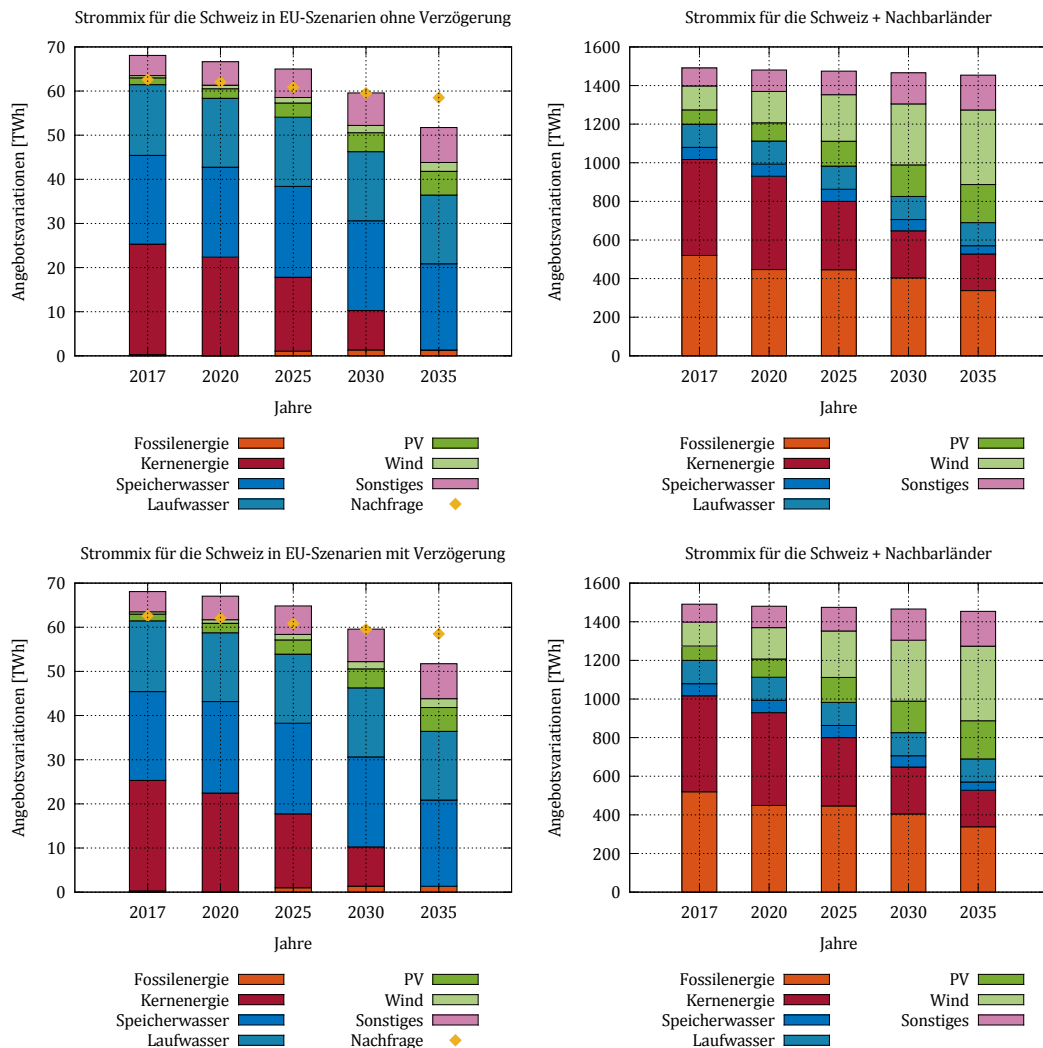 Strommix für die Schweiz in EU-Szenarien ohne Verzögerung
Angebotsvariationen [TWh]
70
60
50
40
30
20
10
0
2017 2020 2025 2030 2035
Jahre
Fossilenergie PV
Kernenergie Wind
Speicherwasser Sonstiges
Laufwasser Nachfrage
Strommix für die Schweiz + Nachbarländer
Angebotsvariationen [TWh]
1600
1400
1200
1000
800
600
400
200
0
2017 2020 2025 2030 2035
Jahre
Fossilenergie PV
Kernenergie Wind
Speicherwasser Sonstiges
Laufwasser
Strommix für die Schweiz in EU-Szenarien mit Verzögerung
Angebotsvariationen [TWh]
70
60
50
40
30
20
10
0
2017 2020 2025 2030 2035
Jahre
Fossilenergie PV
Kernenergie Wind
Speicherwasser Sonstiges
Laufwasser Nachfrage
Strommix für die Schweiz + Nachbarländer
Angebotsvariationen [TWh]
1600
1400
1200
1000
800
600
400
200
0
2017 2020 2025 2030 2035
Jahre
Fossilenergie PV
Kernenergie Wind
Speicherwasser Sonstiges
Laufwasser